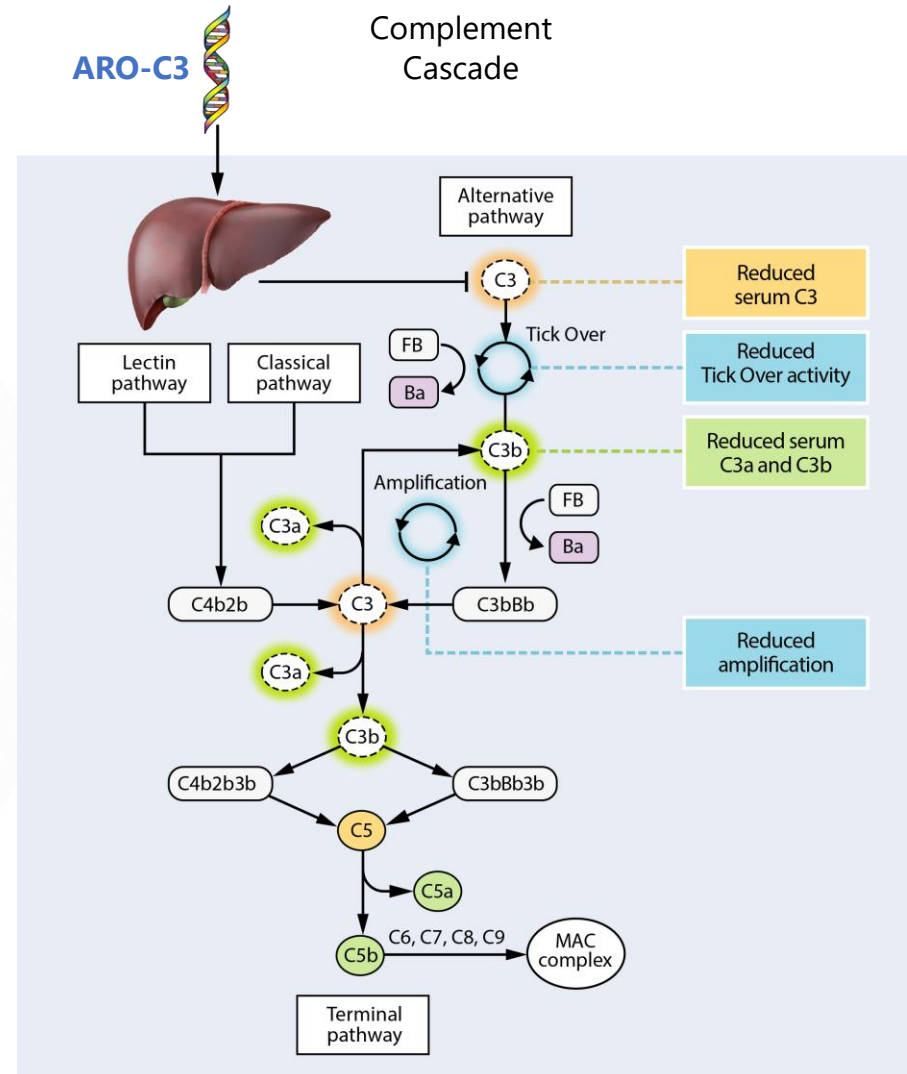 Complement
Cascade
ARO-C3
Alternative
pathway
C3
Reduced
serum C3
Tick Over
FB
Ba
Reduced
Tick Over activity
Lectin
pathway
Classical
pathway
C3b
Reduced serum
C3a and C3b
Amplification
FB
Ba
C3a
C4b2b
C3
C3bBb
Reduced
amplification
C3a
C3b
C4b2b3b
C3bBb3b
C5
C5a
C6, C7, C8, C9
C5b
MAC
complex
Terminal
pathway